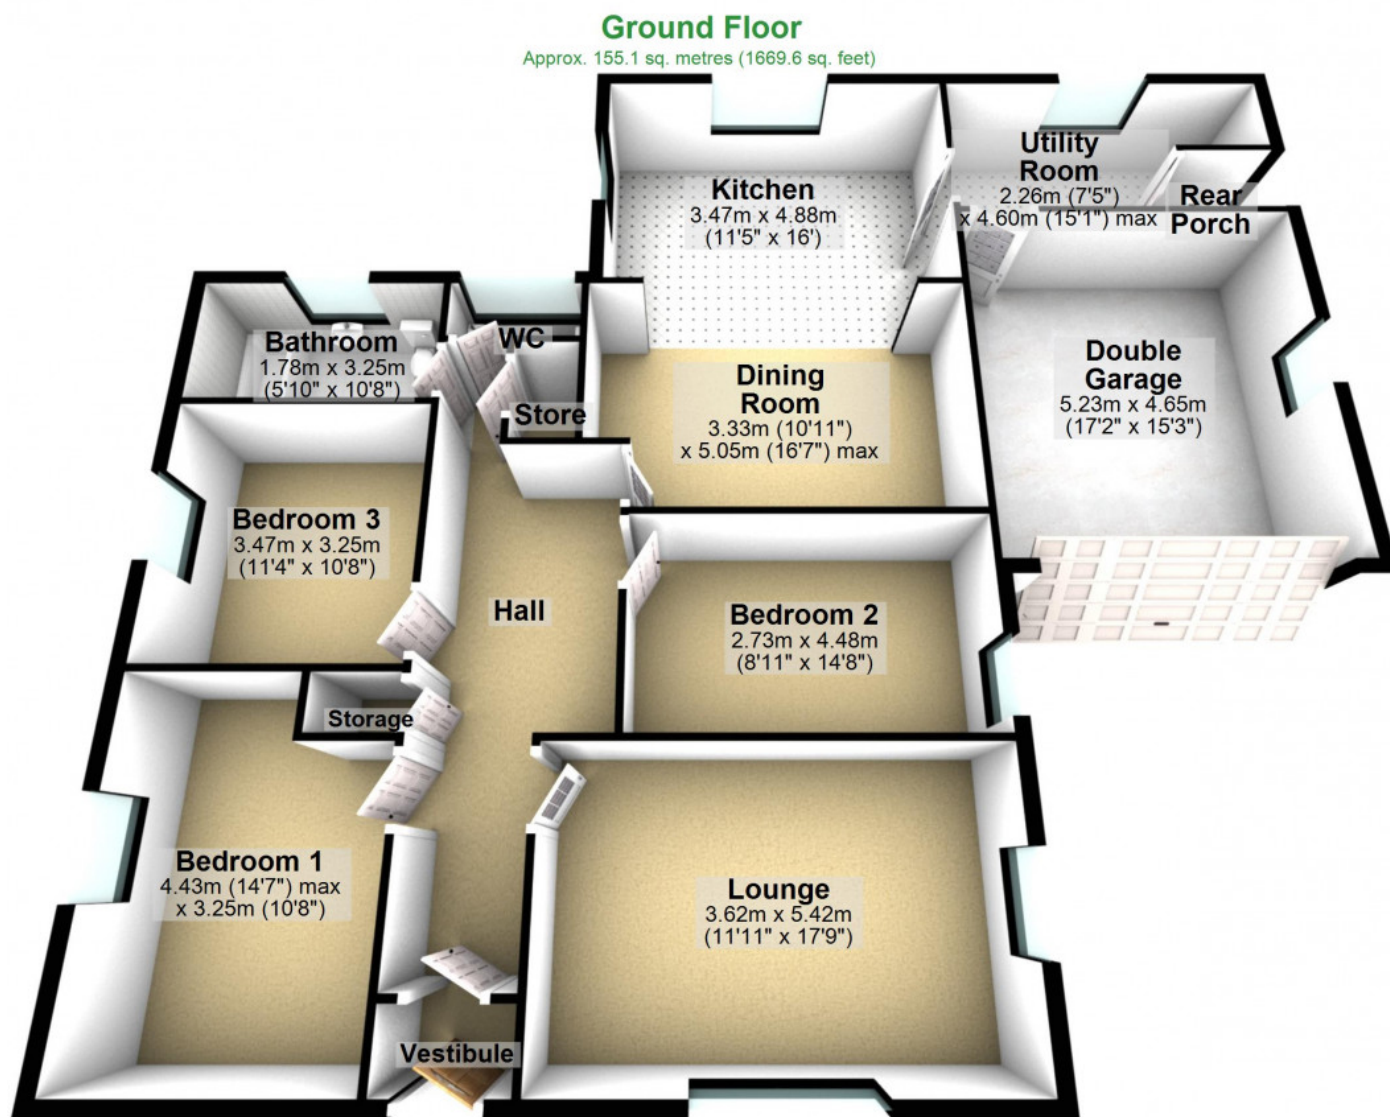 Ground Floor
Approx. 155.1 sq. metres (1669.6 sq. feet)
Kitchen
3.47m x 4.88m
(11'5" x 16')
Utility
Room
2.26m (7'5")
x 4.60m (15'1") max
Rear
Porch
Bathroom
1.78m x 3.25m
(5'10" x 10'8")
WC
Store
Dining
Room
3.33m (10'11")
x 5.05m (16'7") max
Double
Garage
5.23m x 4.65m
(17'2" x 15'3")
Bedroom 3
3.47m x 3.25m
(11'4" x 10'8")
Hall
Bedroom 2
2.73m x 4.48m
(8'11" x 14'8")
Storage
Bedroom 1
4.43m (14'7") max
x 3.25m (10'8")
Lounge
3.62m x 5.42m
(11'11" x 17'9")
Vestibule